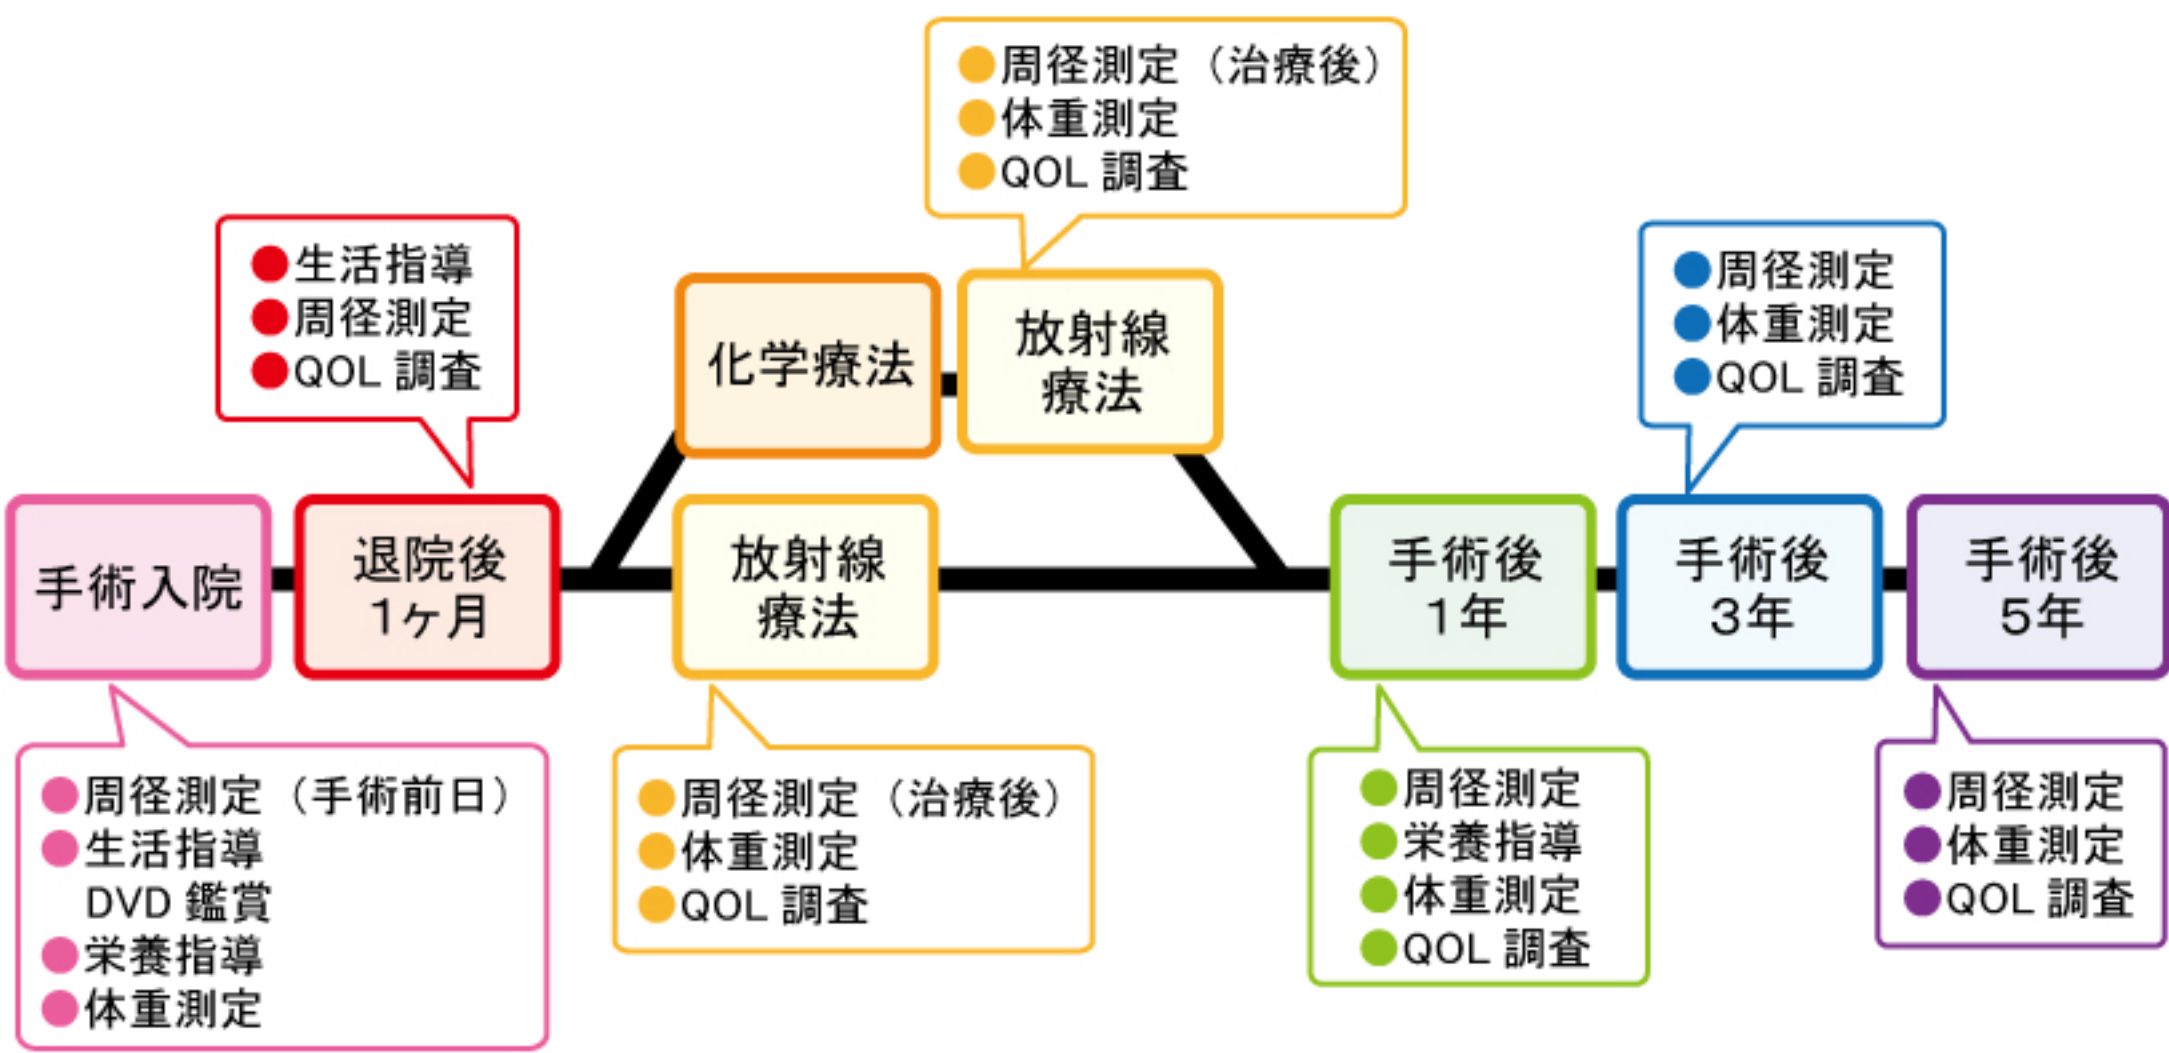 ●周径測定（治療後）
●体重測定
●QOL 調査
●生活指導
●周径測定
●QOL 調査
●周径測定
●体重測定
●QOL 調査
化学療法
放射線
療法
手術入院
退院後
1ヶ月
放射線
療法
手術後
1年
手術後
3年
手術後
5年
●周径測定（手術前日）
●生活指導
DVD 鑑賞
●栄養指導
●体重測定
●周径測定（治療後）
●体重測定
●QOL 調査
●周径測定
●栄養指導
●体重測定
●QOL 調査
●周径測定
●体重測定
●QOL 調査